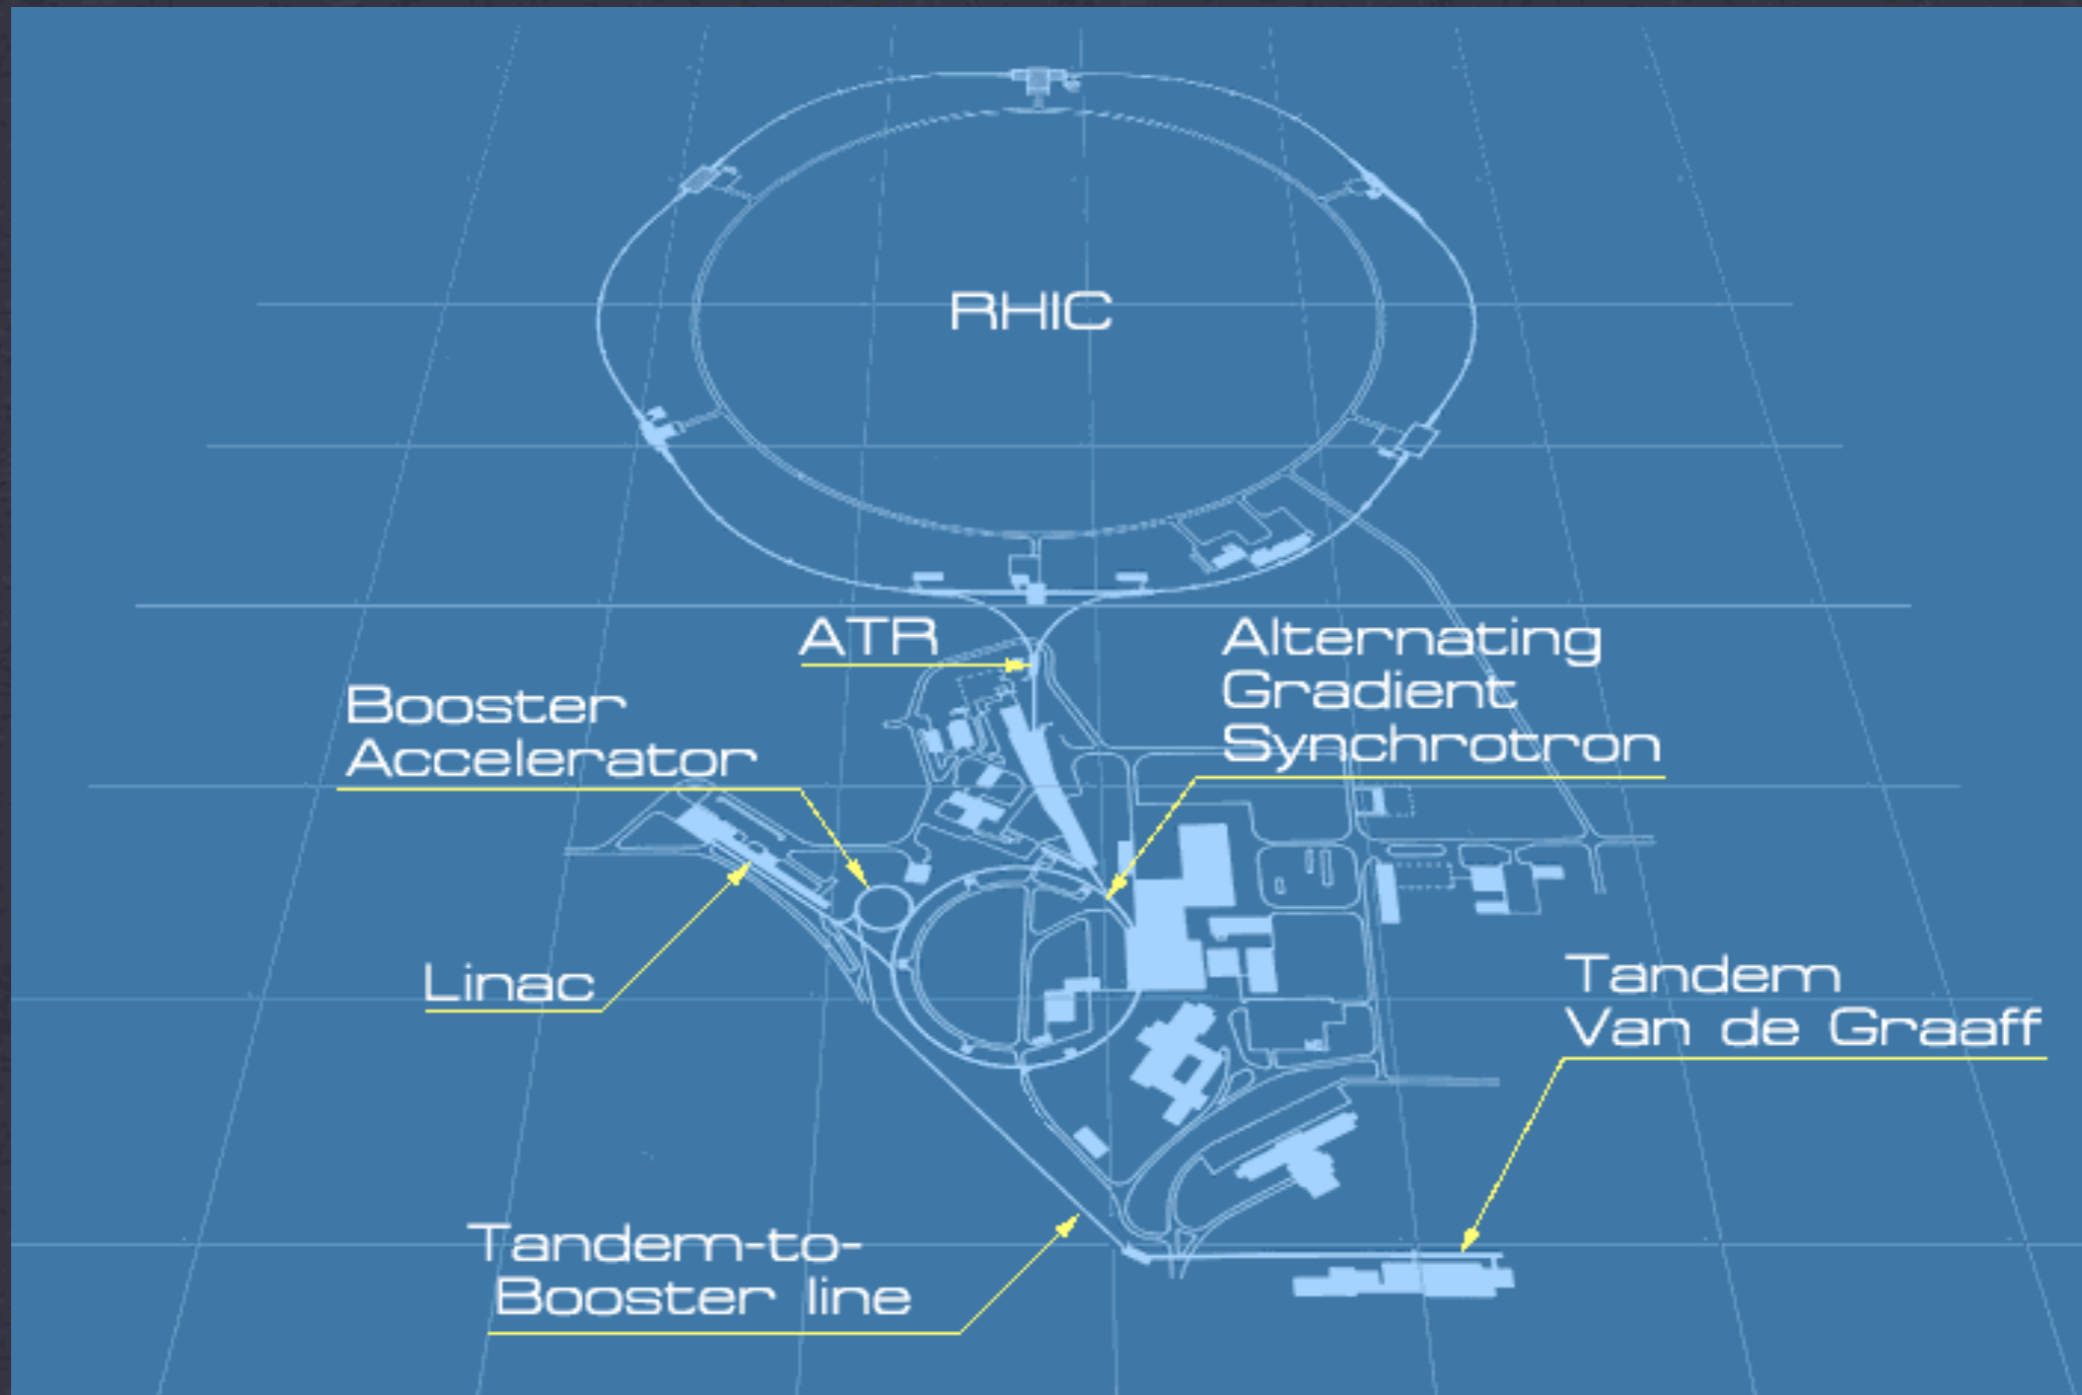 RHIC
ATR
Alternating
Gradient
Synchrotron
Booster
Accelerator
Linac
Tandem
Van de Graaff
Tandem-to-
Booster line